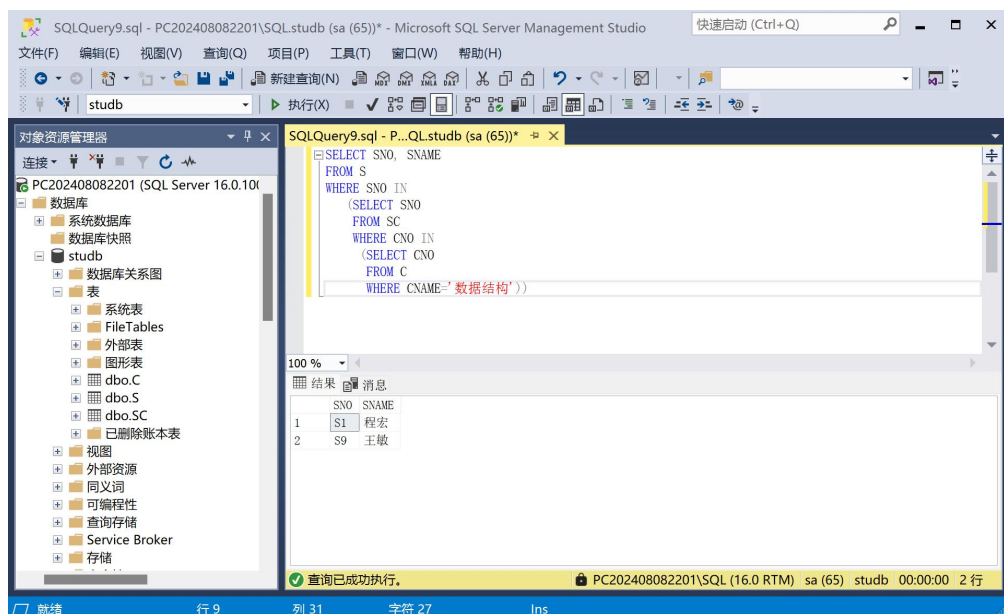 SQLQuery9.sql - PC202408082201\SQL.studb (sa (65))* - Microsoft SQL Server Management Studio
快速启动 (Ctrl+Q)
文件(F) 编辑(E) 视图(V) 查询(Q) 项目(P) 工具(T) 窗口(W) 帮助(H)
新建查询(N)
studb 执行(X)
对象资源管理器
连接
PC202408082201 (SQL Server 16.0.100
数据库
系统数据库
数据库快照
studb
数据库关系图
表
系统表
FileTables
外部表
图形表
dbo.C
dbo.S
dbo.SC
已删除账本表
视图
外部资源
同义词
可编程性
查询存储
Service Broker
存储
SQLQuery9.sql - P...QL.studb (sa (65))*
SELECT SNO, SNAME
FROM S
WHERE SNO IN
(SELECT SNO
FROM SC
WHERE CNO IN
(SELECT CNO
FROM C
WHERE CNAME='数据结构'))
100 %
结果 消息
SNO SNAME
1 S1 程宏
2 S9 王敏
查询已成功执行。 PC202408082201\SQL (16.0 RTM) sa (65) studb 00:00:00 2 行
就绪 行 9 列 31 字符 27 Ins